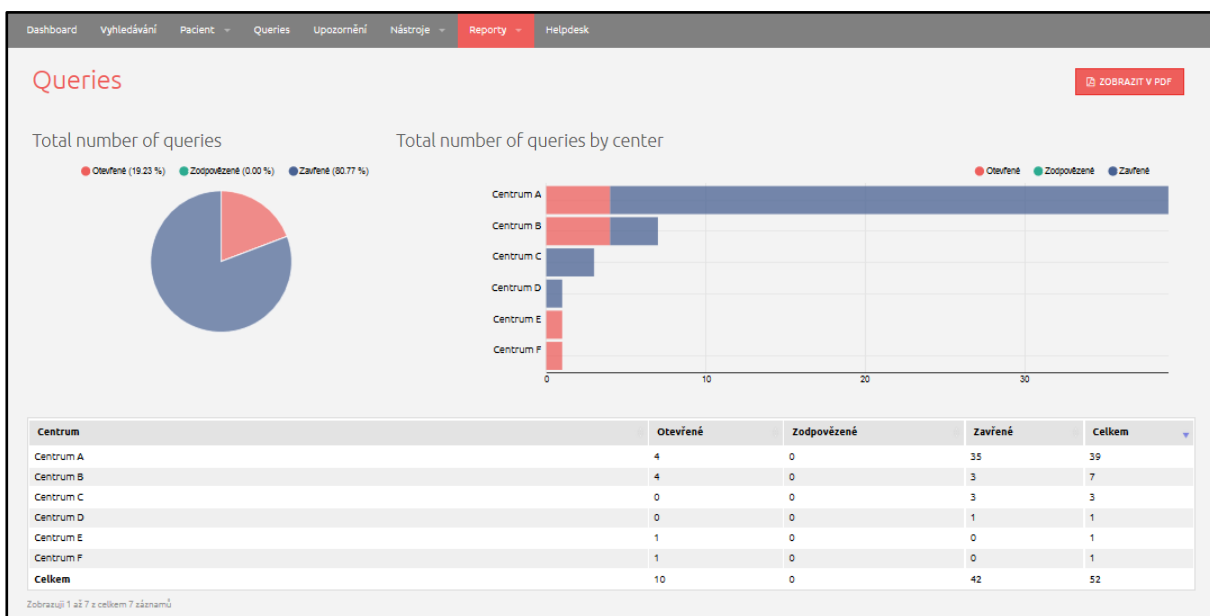 Dashboard Vyhledávání Pacient Queries Upozornění Nástroje Reporty Helpdesk
Queries
ZOBRAZIT V PDF
Total number of queries
Otevřené (19.23 %) Zodpovězené (0.00 %) Zavřené (80.77 %)
Total number of queries by center
Otevřené Zodpovězené Zavřené
Centrum A
Centrum B
Centrum C
Centrum D
Centrum E
Centrum F
0 10 20 30
Centrum Otevřené Zodpovězené Zavřené Celkem
Centrum A 4 0 35 39
Centrum B 4 0 3 7
Centrum C 0 0 3 3
Centrum D 0 0 1 1
Centrum E 1 0 0 1
Centrum F 1 0 0 1
Celkem 10 0 42 52
Zobrazuji 1 až 7 z celkem 7 záznamů